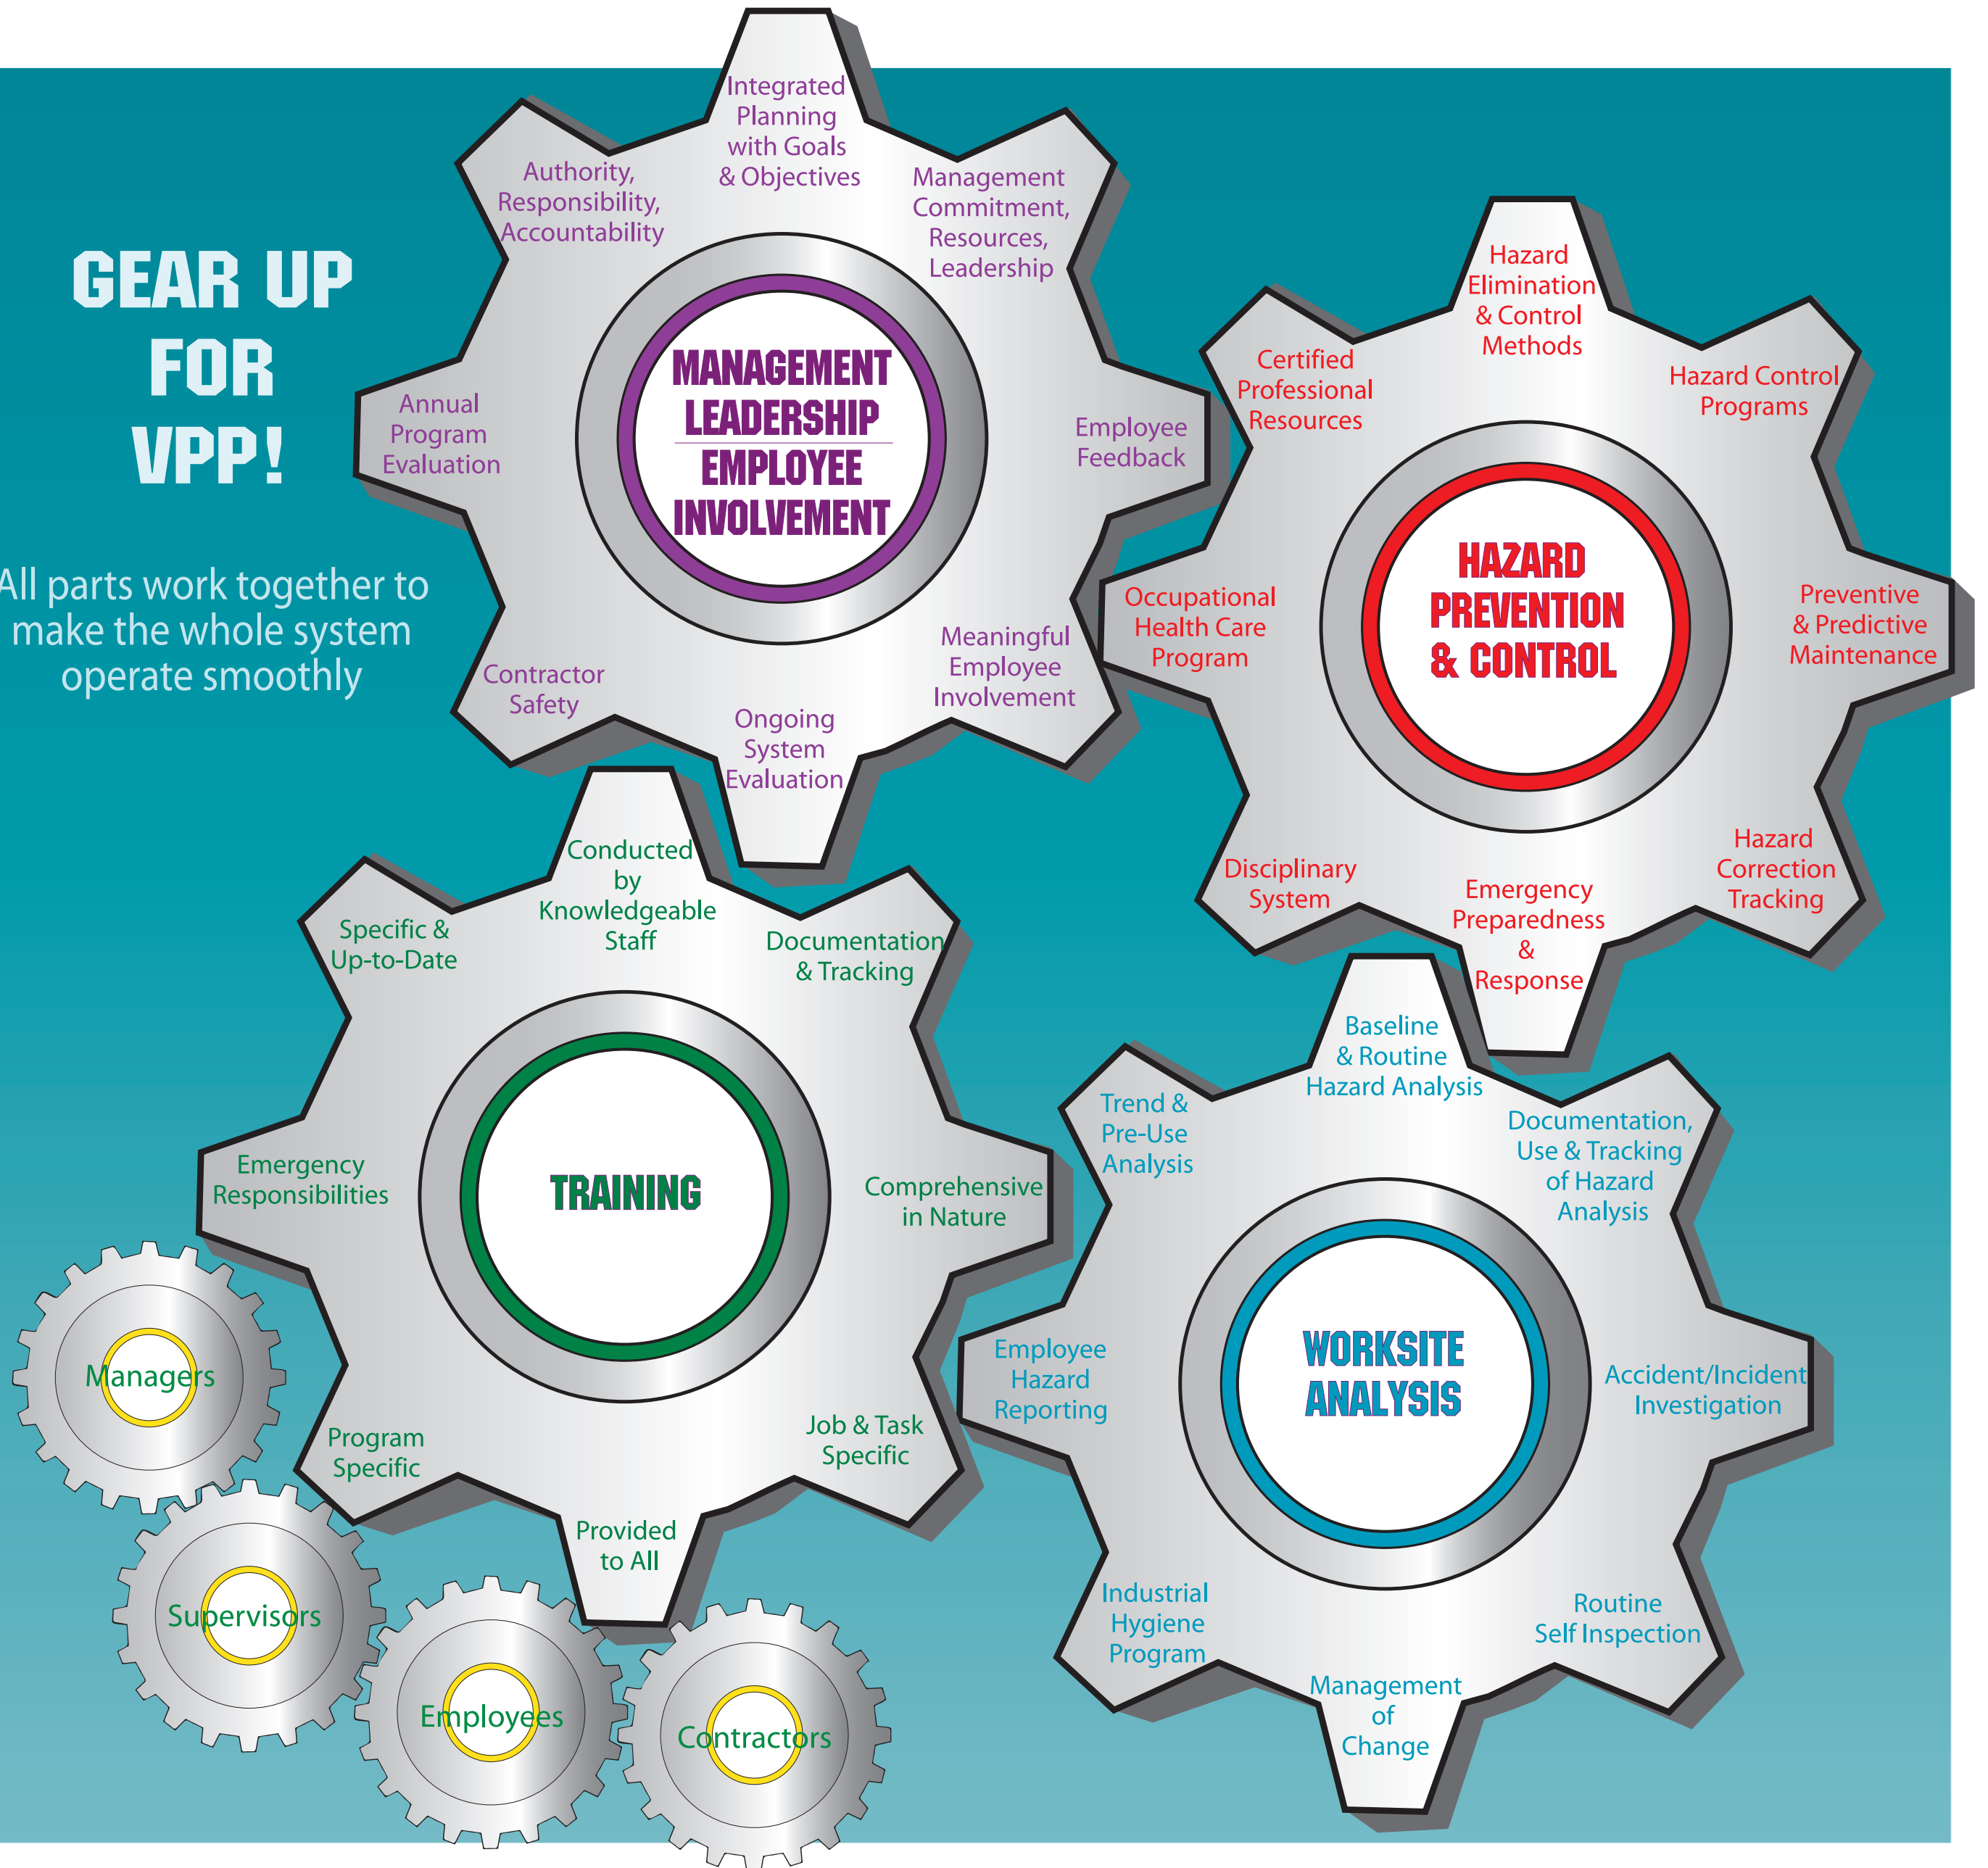 GEAR UP
FOR
VPP!
All parts work together to
make the whole system
operate smoothly
Integrated
Planning
with Goals
& Objectives
Authority,
Responsibility,
Accountability
Management
Commitment,
Resources,
Leadership
Annual
Program
Evaluation
MANAGEMENT
LEADERSHIP
EMPLOYEE
INVOLVEMENT
Employee
Feedback
Contractor
Safety
Ongoing
System
Evaluation
Meaningful
Employee
Involvement
Hazard
Elimination
& Control
Methods
Certified
Professional
Resources
Hazard Control
Programs
Occupational
Health Care
Program
HAZARD
PREVENTION
& CONTROL
Preventive
& Predictive
Maintenance
Disciplinary
System
Emergency
Preparedness
&
Response
Hazard
Correction
Tracking
Conducted
by
Knowledgeable
Staff
Specific &
Up-to-Date
Documentation
& Tracking
Emergency
Responsibilities
TRAINING
Comprehensive
in Nature
Program
Specific
Provided
to All
Job & Task
Specific
Baseline
& Routine
Hazard Analysis
Trend &
Pre-Use
Analysis
Documentation,
Use & Tracking
of Hazard
Analysis
Employee
Hazard
Reporting
WORKSITE
ANALYSIS
Accident/Incident
Investigation
Industrial
Hygiene
Program
Management
of
Change
Routine
Self Inspection
Managers
Supervisors
Employees
Contractors